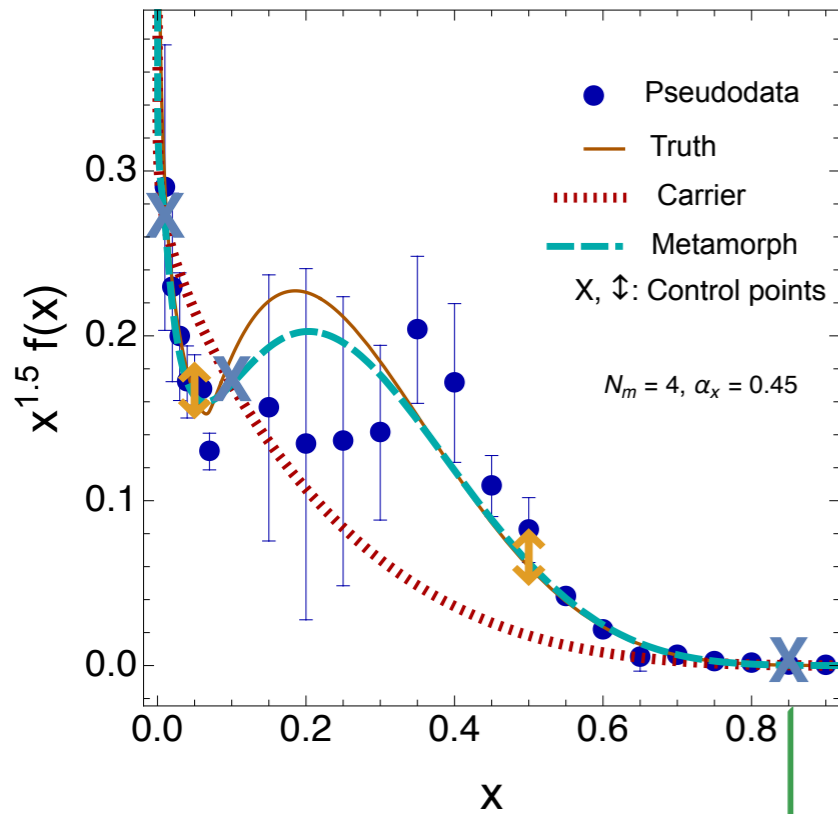 Pseudodata
Truth
Carrier
Metamorph
X, ↕: Control points
N_m = 4, α_x = 0.45
x^1.5 f(x)
0.3
0.2
0.1
0.0
0.0 0.2 0.4 0.6 0.8
x
X
X
X